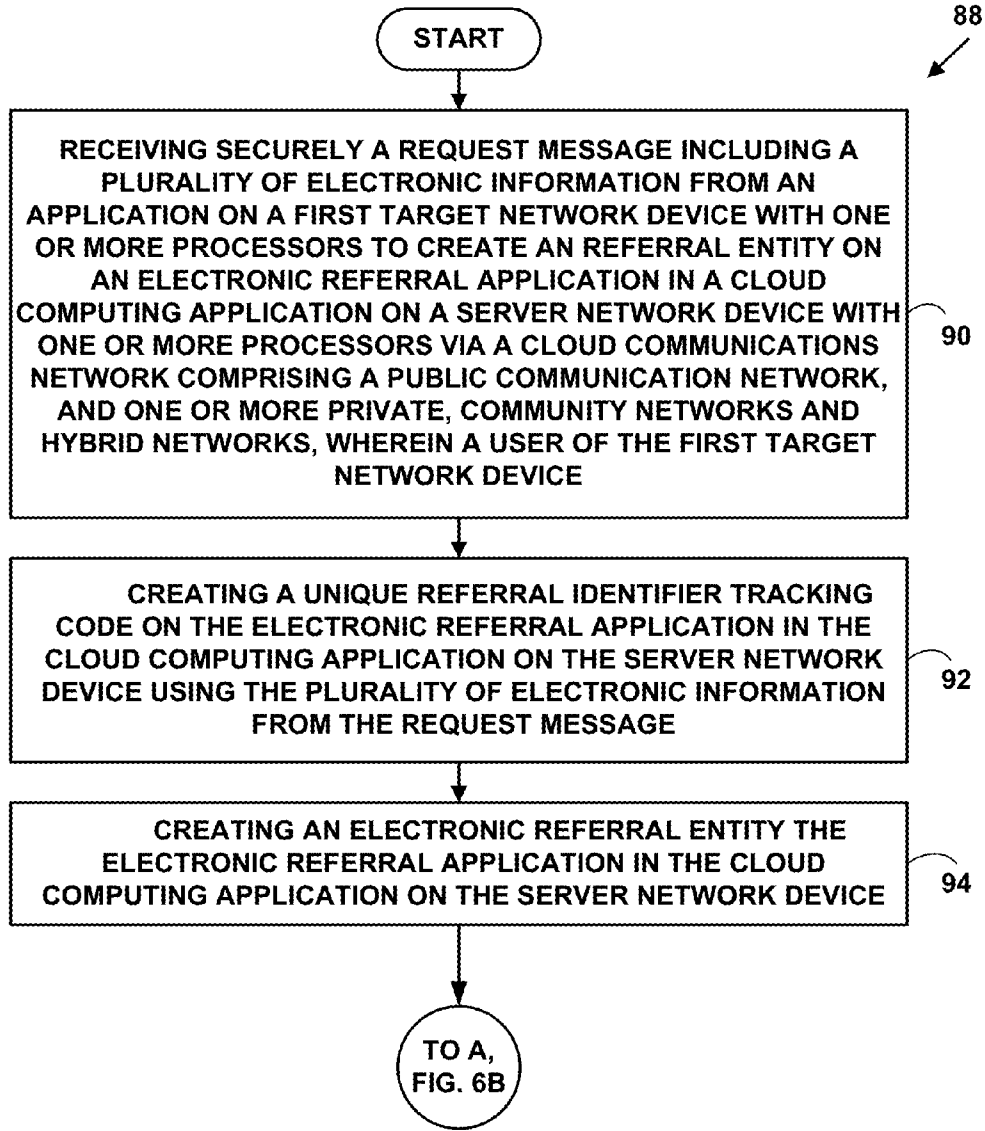 88
START
RECEIVING SECURELY A REQUEST MESSAGE INCLUDING A
PLURALITY OF ELECTRONIC INFORMATION FROM AN
APPLICATION ON A FIRST TARGET NETWORK DEVICE WITH ONE
OR MORE PROCESSORS TO CREATE AN REFERRAL ENTITY ON
AN ELECTRONIC REFERRAL APPLICATION IN A CLOUD
COMPUTING APPLICATION ON A SERVER NETWORK DEVICE WITH
ONE OR MORE PROCESSORS VIA A CLOUD COMMUNICATIONS
NETWORK COMPRISING A PUBLIC COMMUNICATION NETWORK,
AND ONE OR MORE PRIVATE, COMMUNITY NETWORKS AND
HYBRID NETWORKS, WHEREIN A USER OF THE FIRST TARGET
NETWORK DEVICE
90
CREATING A UNIQUE REFERRAL IDENTIFIER TRACKING
CODE ON THE ELECTRONIC REFERRAL APPLICATION IN THE
CLOUD COMPUTING APPLICATION ON THE SERVER NETWORK
DEVICE USING THE PLURALITY OF ELECTRONIC INFORMATION
FROM THE REQUEST MESSAGE
92
CREATING AN ELECTRONIC REFERRAL ENTITY THE
ELECTRONIC REFERRAL APPLICATION IN THE CLOUD
COMPUTING APPLICATION ON THE SERVER NETWORK DEVICE
94
TO A,
FIG. 6B